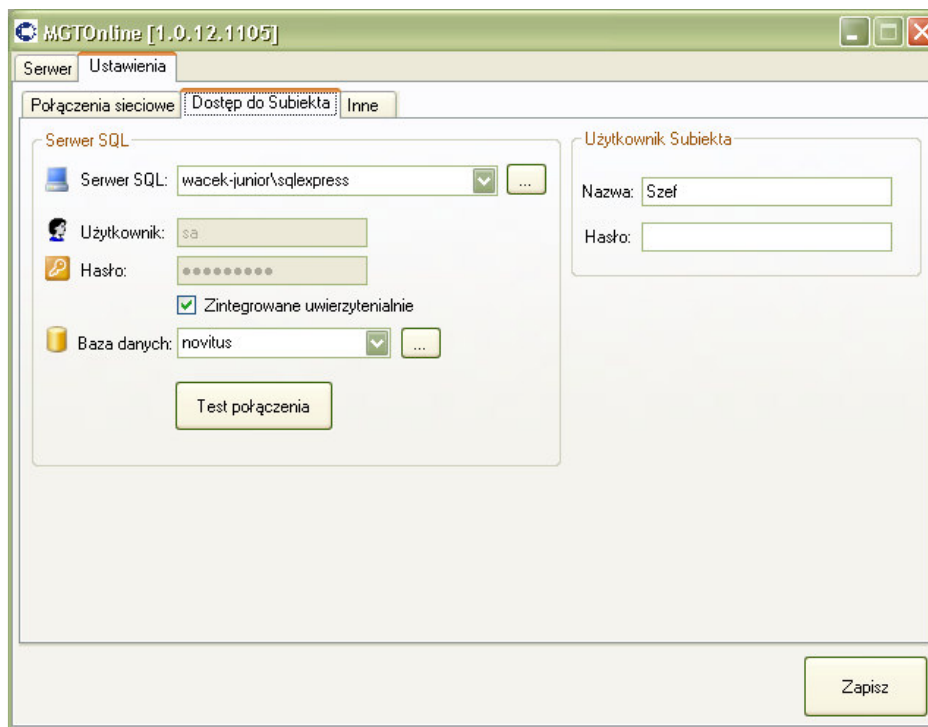 MGTOnline [1.0.12.1105]
Serwer Ustawienia
Połączenia sieciowe Dostęp do Subiekta Inne
Serwer SQL
Serwer SQL: wacek-junior\sqlexpress ...
Użytkownik: sa
Hasło: ●●●●●●●●●
Zintegrowane uwierzytenialnie
Baza danych: novitus ...
Test połączenia
Użytkownik Subiekta
Nazwa: Szef
Hasło:
Zapisz